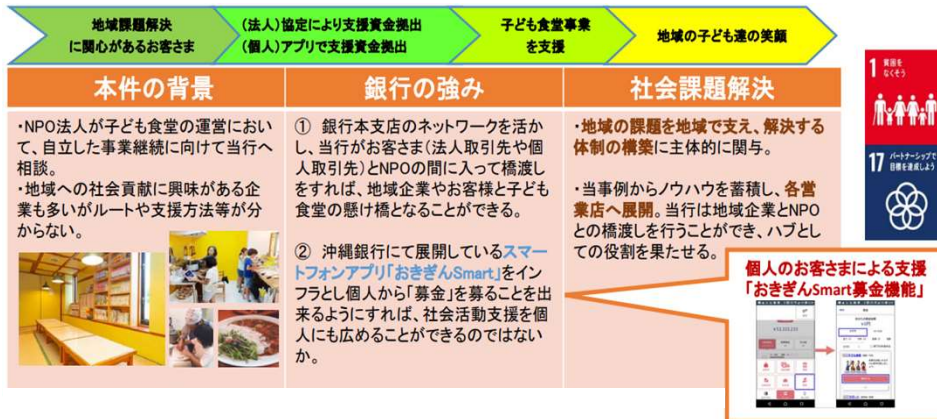 地域課題解決
に関心があるお客さま
(法人)協定により支援資金拠出
(個人)アプリで支援資金拠出
子ども食堂事業
を支援
地域の子ども達の笑顔
本件の背景
・NPO法人が子ども食堂の運営におい
て、自立した事業継続に向けて当行へ
相談。
・地域への社会貢献に興味がある企
業も多いがルートや支援方法等が分
からない。
銀行の強み
① 銀行本支店のネットワークを活か
し、当行がお客さま(法人取引先や個
人取引先)とNPOの間に入って橋渡し
をすれば、地域企業やお客様と子ども
食堂の懸け橋となることができる。
② 沖縄銀行にて展開しているスマー
トフォンアプリ「おきぎんSmart」をイン
フラとし個人から「募金」を募ることを出
来るようにすれば、社会活動支援を個
人にも広めることができるのではない
か。
社会課題解決
・地域の課題を地域で支え、解決する
体制の構築に主体的に関与。
・当事例からノウハウを蓄積し、各営
業店へ展開。当行は地域企業とNPO
との橋渡しを行うことができ、ハブとし
ての役割を果たせる。
1 貧困を
なくそう
17 パートナーシップで
目標を達成しよう
個人のお客さまによる支援
「おきぎんSmart募金機能」